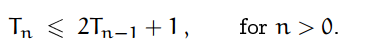 Tₙ ⩽ 2Tₙ₋₁ + 1 , for n > 0.